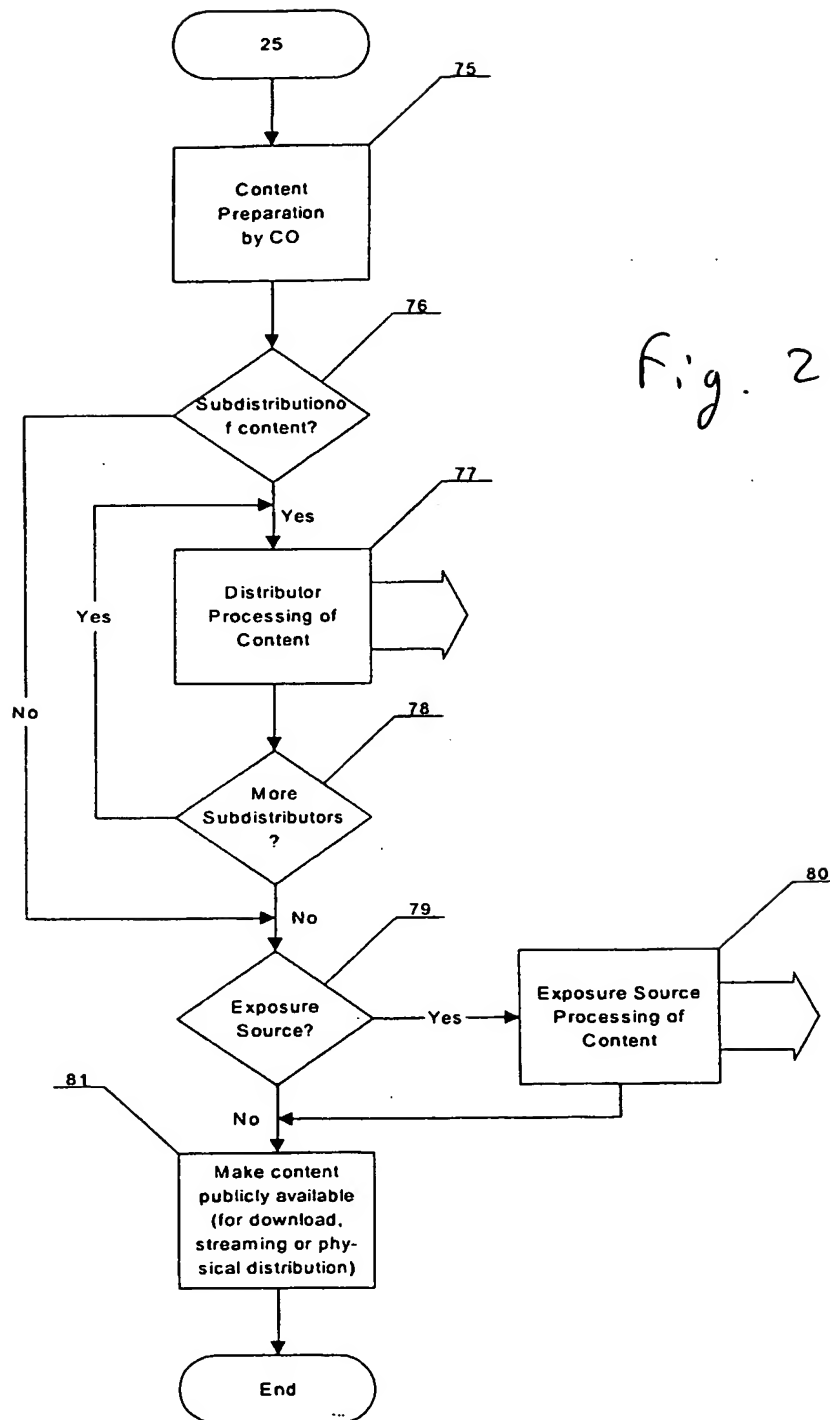 25
75
Content
Preparation
by CO
76
Subdistributiono
f content?
Fig. 2
77
Yes
Distributor
Processing of
Content
Yes
No
78
More
Subdistributors
?
80
No
79
Exposure
Source?
Yes
Exposure Source
Processing of
Content
81
No
Make content
publicly available
(for download,
streaming or phy-
sical distribution)
End
...